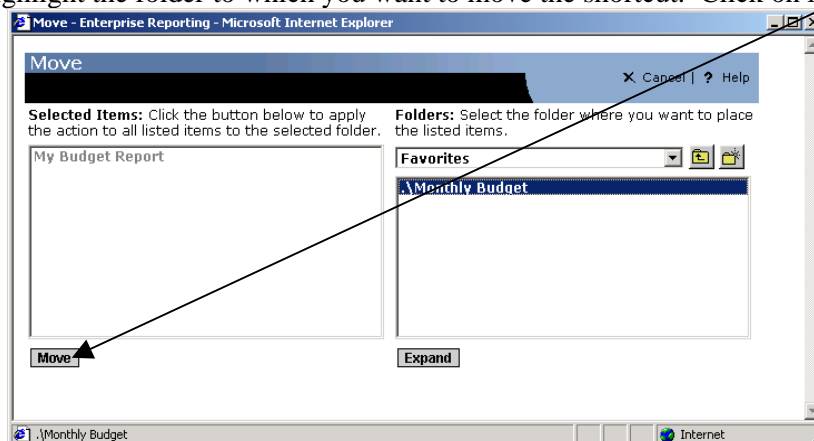 highlight the folder to which you want to move the shortcut. Click on
Move - Enterprise Reporting - Microsoft Internet Explorer
Move
Cancel | ? Help
Selected Items: Click the button below to apply
the action to all listed items to the selected folder.
Folders: Select the folder where you want to place
the listed items.
My Budget Report
Favorites
.\Monthly Budget
Move
Expand
.\Monthly Budget
Internet